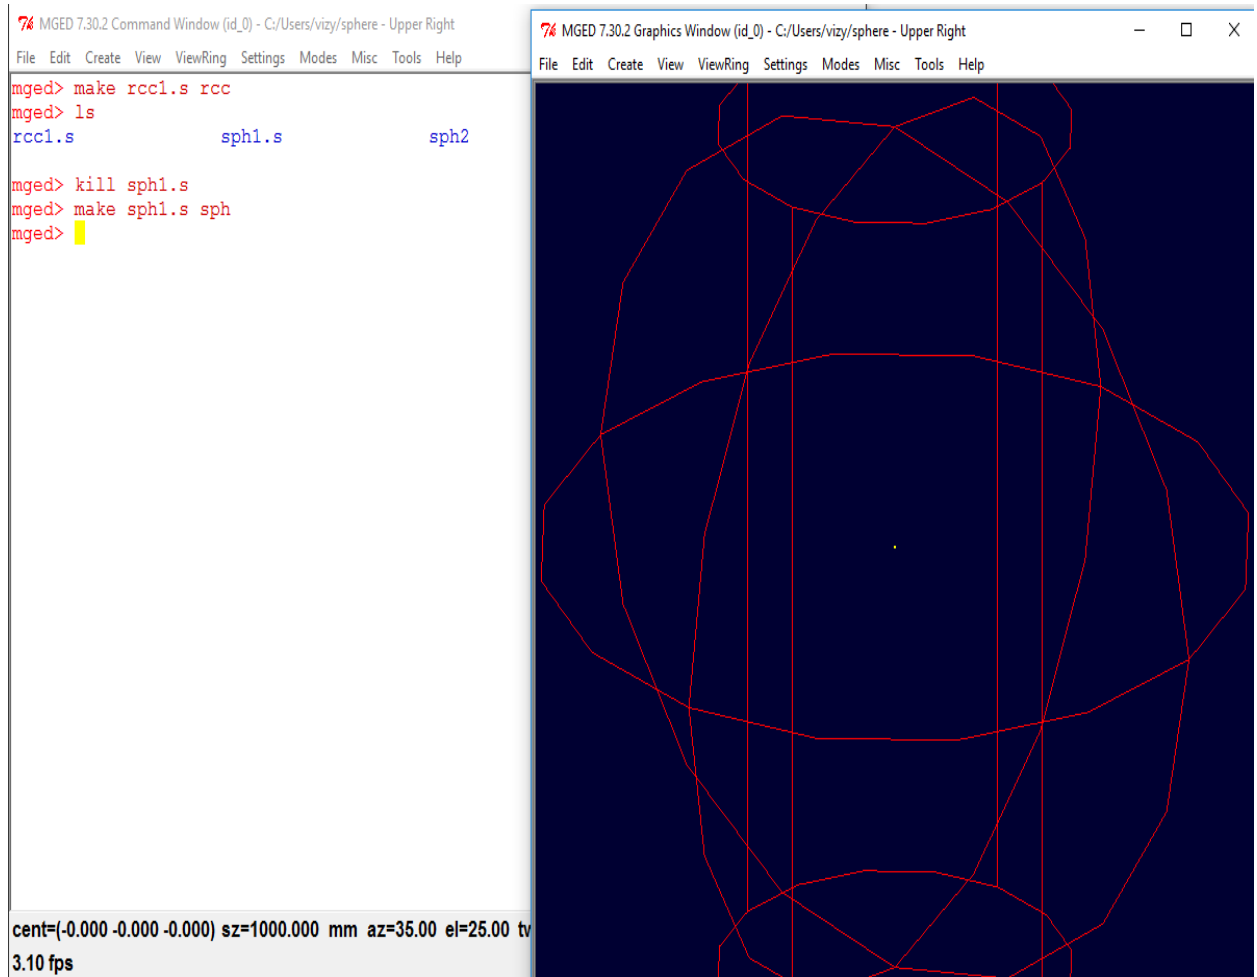 MGED 7.30.2 Command Window (id_0) - C:/Users/vizy/sphere - Upper Right
File Edit Create View ViewRing Settings Modes Misc Tools Help
mged> make rcc1.s rcc
mged> ls
rcc1.s sph1.s sph2
mged> kill sph1.s
mged> make sph1.s sph
mged>
cent=(-0.000 -0.000 -0.000) sz=1000.000 mm az=35.00 el=25.00 tw
3.10 fps
MGED 7.30.2 Graphics Window (id_0) - C:/Users/vizy/sphere - Upper Right
File Edit Create View ViewRing Settings Modes Misc Tools Help